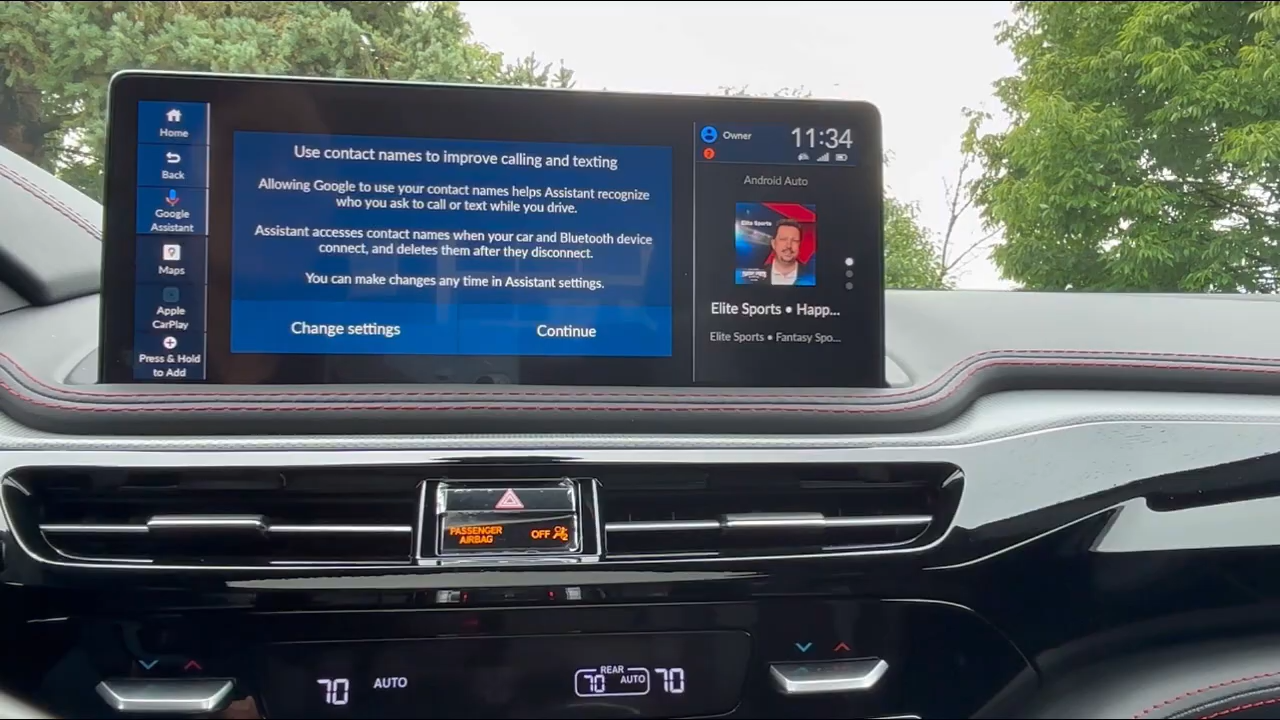 Home
Back
Google
Assistant
Maps
Apple
CarPlay
Press & Hold
to Add
Use contact names to improve calling and texting
Allowing Google to use your contact names helps Assistant recognize
who you ask to call or text while you drive.
Assistant accesses contact names when your car and Bluetooth device
connect, and deletes them after they disconnect.
You can make changes any time in Assistant settings.
Change settings
Continue
Owner
11:34
2
Android Auto
Elite Sports
Elite Sports • Happ...
Elite Sports • Fantasy Spo...
PASSENGER
AIRBAG
OFF
2
70
AUTO
REAR
70 AUTO
70